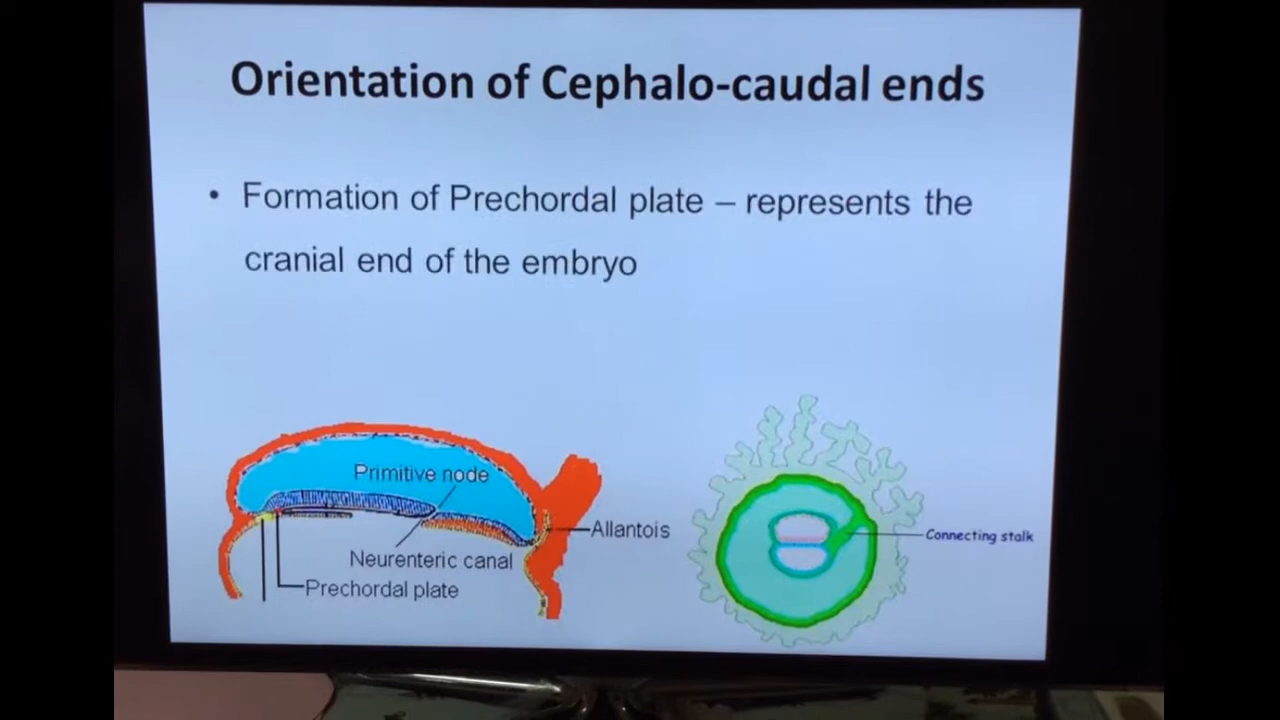 Orientation of Cephalo-caudal ends
• Formation of Prechordal plate – represents the
cranial end of the embryo
Primitive node
Allantois
Neurenteric canal
Prechordal plate
Connecting stalk